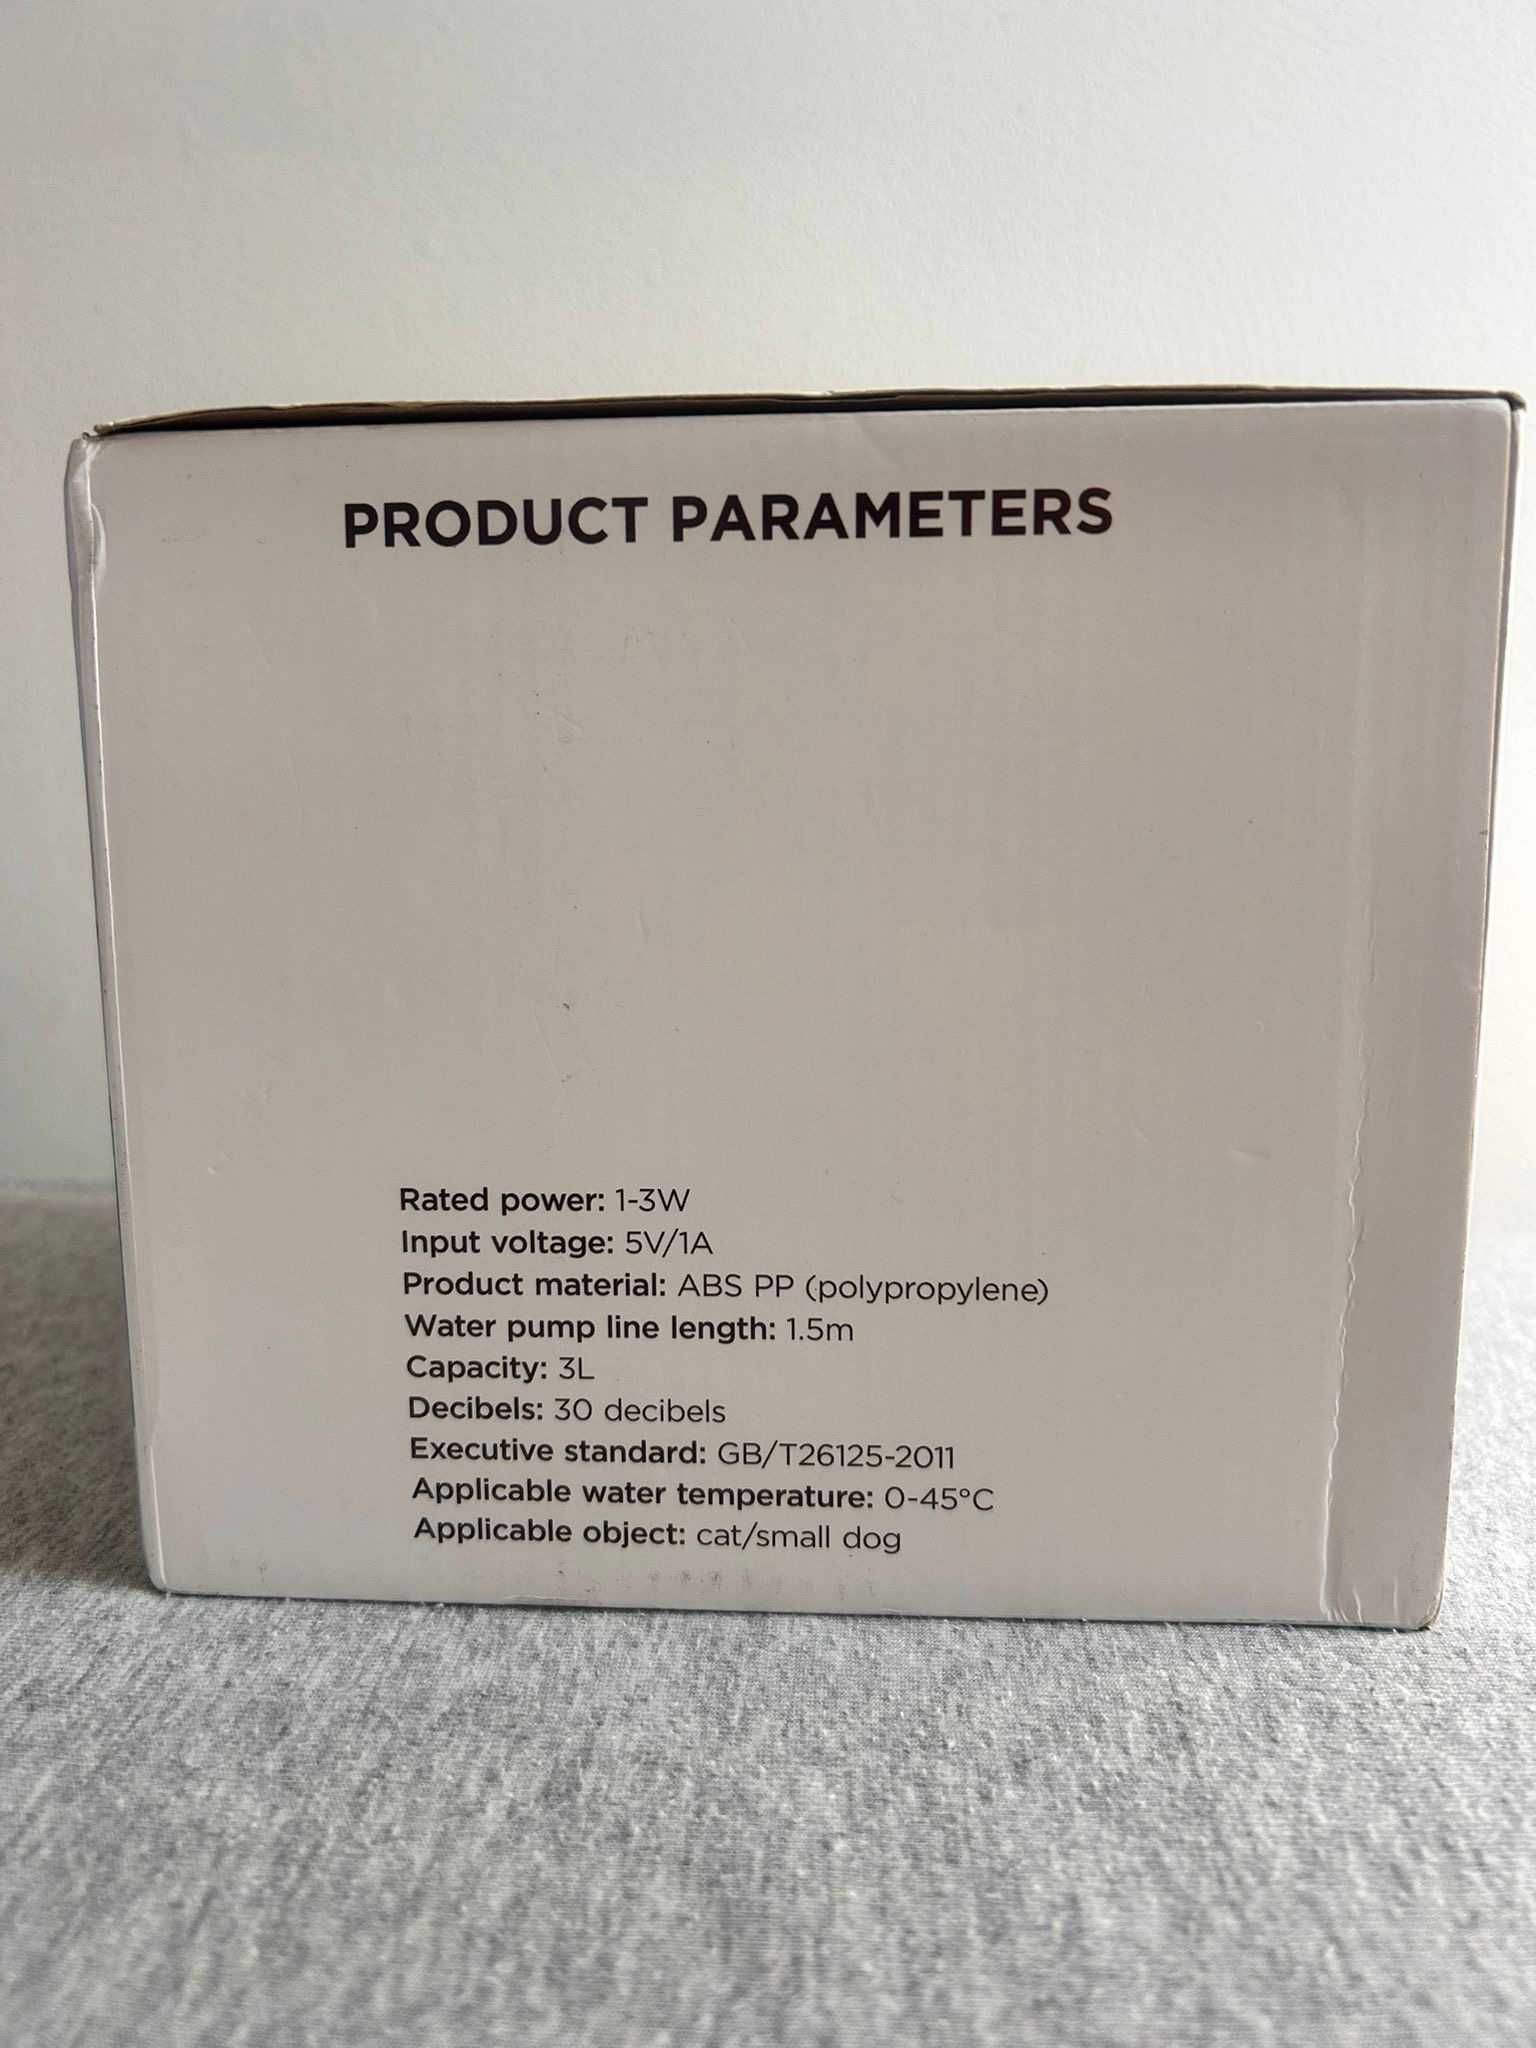 PRODUCT PARAMETERS
Rated power: 1-3W
Input voltage: 5V/1A
Product material: ABS PP (polypropylene)
Water pump line length: 1.5m
Capacity: 3L
Decibels: 30 decibels
Executive standard: GB/T26125-2011
Applicable water temperature: 0-45°C
Applicable object: cat/small dog